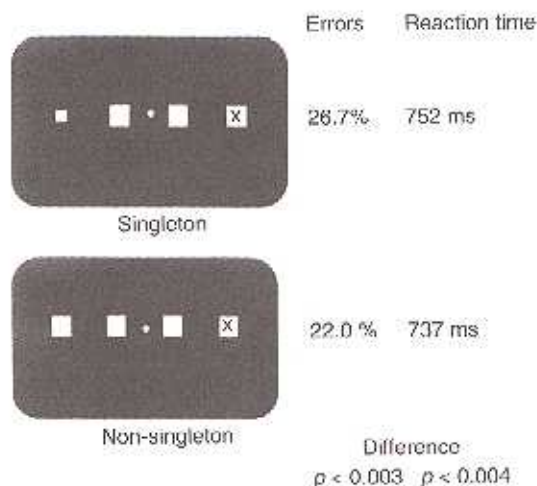 Errors Reaction time
X
26.7% 752 ms
Singleton
X
22.0 % 737 ms
Non-singleton
Difference
p < 0.003 p < 0.004